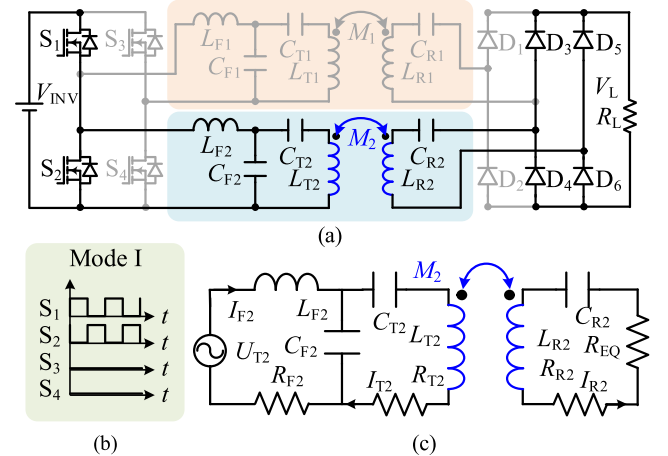 S1 S3 LF1 CT1 M1 CR1 D1 D3 D5
CF1 LT1 LR1
VINV VL
RL
LF2 M2
S2 S4 CF2 CT2 LT2 LR2 CR2 D2 D4 D6
(a)
Mode I
S1 t
S2 t
S3 t
S4 t
(b)
M2
IF2 LF2 CT2 LT2 LR2 CR2
UT2 CF2 REQ
RF2 IT2 RT2 RR2 IR2
(c)